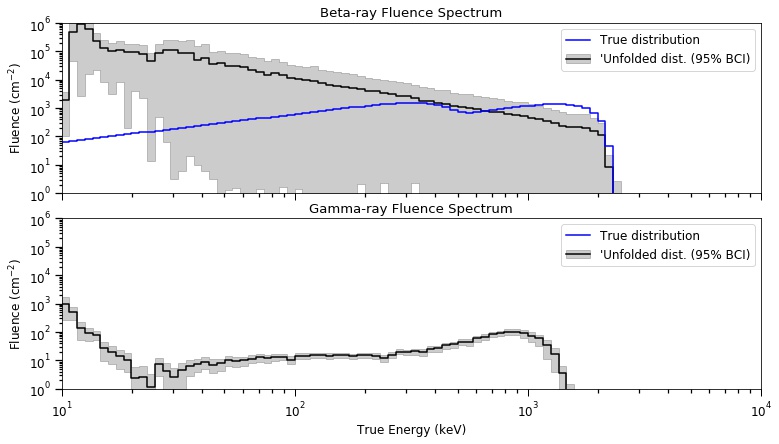 Beta-ray Fluence Spectrum
10^6
10^5
10^4
10^3
10^2
10^1
10^0
Fluence (cm^−2)
True distribution
'Unfolded dist. (95% BCI)
Gamma-ray Fluence Spectrum
10^6
10^5
10^4
10^3
10^2
10^1
10^0
Fluence (cm^−2)
True distribution
'Unfolded dist. (95% BCI)
10^1 10^2 10^3 10^4
True Energy (keV)